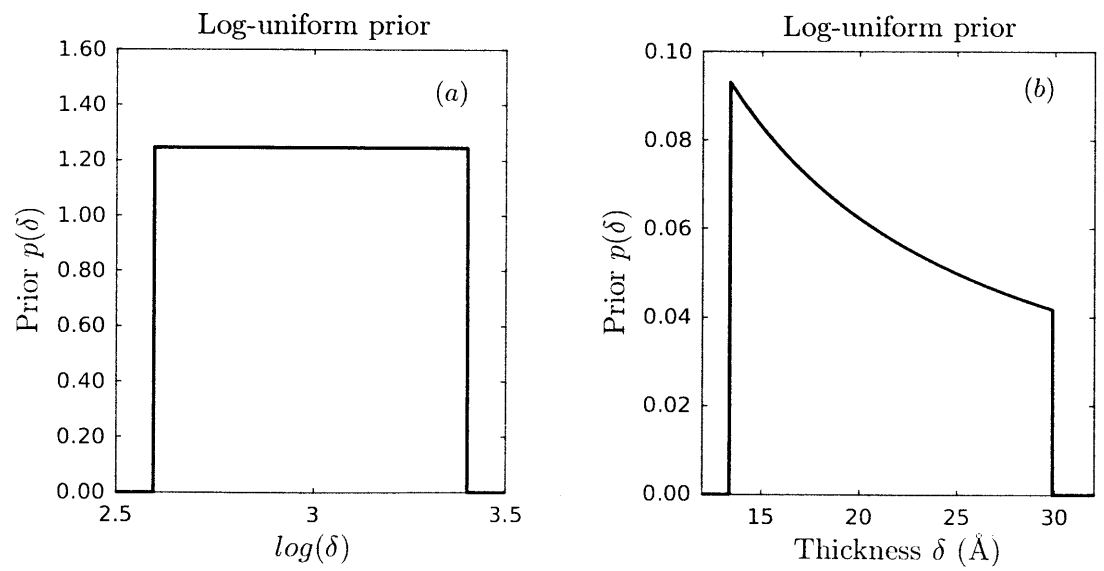 Log-uniform prior
(a)
Prior p(δ)
1.60
1.40
1.20
1.00
0.80
0.60
0.40
0.20
0.00
2.5 3 3.5
log(δ)
Log-uniform prior
(b)
Prior p(δ)
0.10
0.08
0.06
0.04
0.02
0.00
15 20 25 30
Thickness δ (Å)